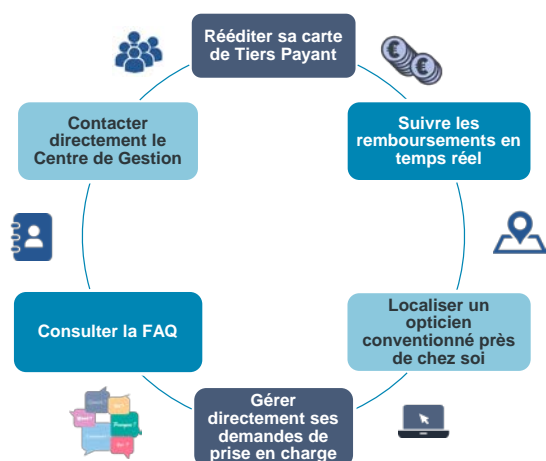 Rééditer sa carte
de Tiers Payant
Suivre les
remboursements en
temps réel
Localiser un
opticien
conventionné près
de chez soi
Gérer
directement ses
demandes de
prise en charge
Consulter la FAQ
Contacter
directement le
Centre de Gestion